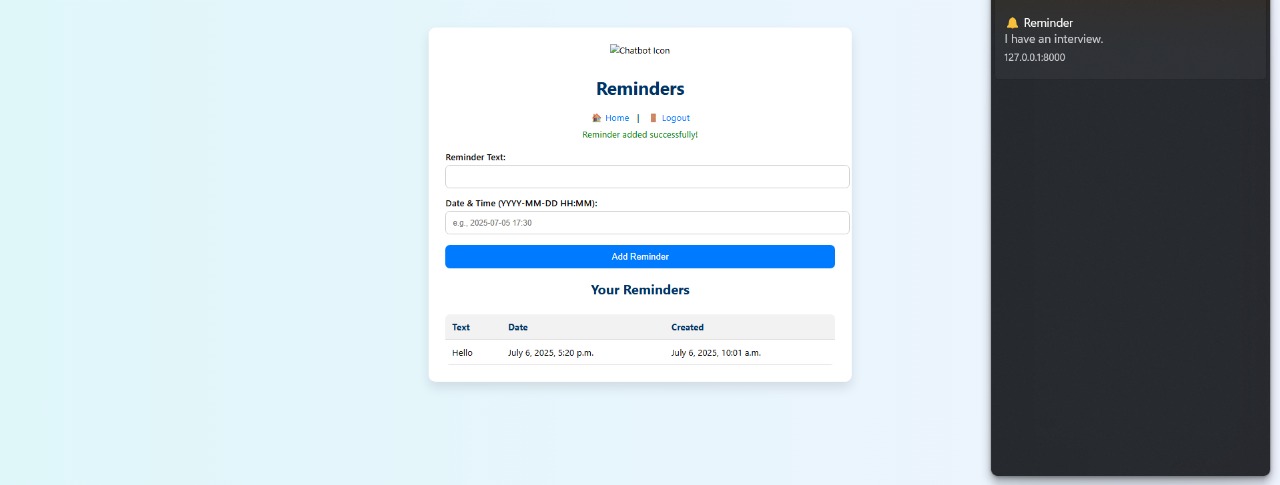 Chatbot Icon
Reminders
🏠 Home | 🚪 Logout
Reminder added successfully!
Reminder Text:
Date & Time (YYYY-MM-DD HH:MM):
e.g., 2025-07-05 17:30
Add Reminder
Your Reminders
Text Date Created
Hello July 6, 2025, 5:20 p.m. July 6, 2025, 10:01 a.m.
🔔 Reminder
I have an interview.
127.0.0.1:8000